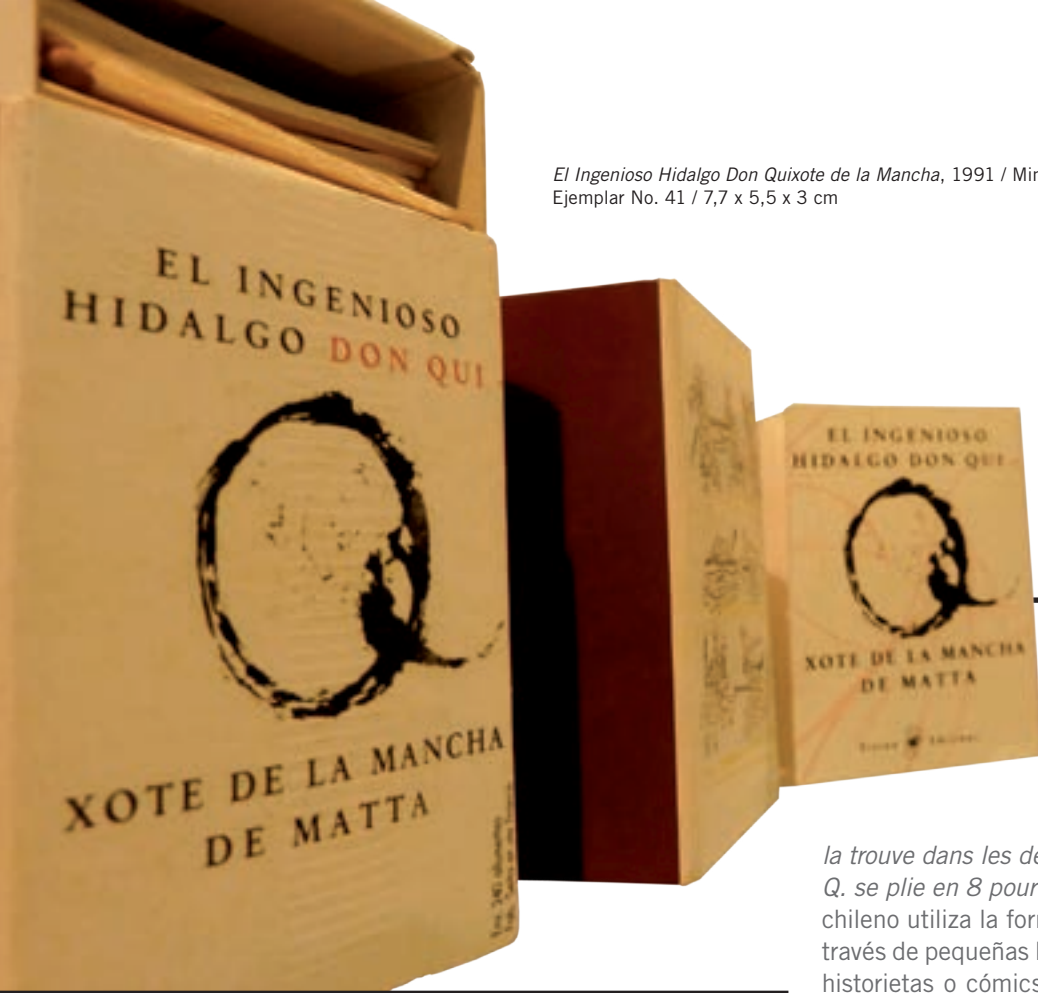 El Ingenioso Hidalgo Don Quixote de la Mancha, 1991 / 
Ejemplar No. 41 / 7,7 x 5,5 x 3 cm
EL INGENIOSO
HIDALGO DON QUI
Q
XOTE DE LA MANCHA
DE MATTA
EL INGENIOSO
HIDALGO DON QUI
Q
XOTE DE LA MANCHA
DE MATTA
la trouve dans les
Q. se plie en 8 pour
chileno utiliza la
través de pequeñas
historietas o cómics